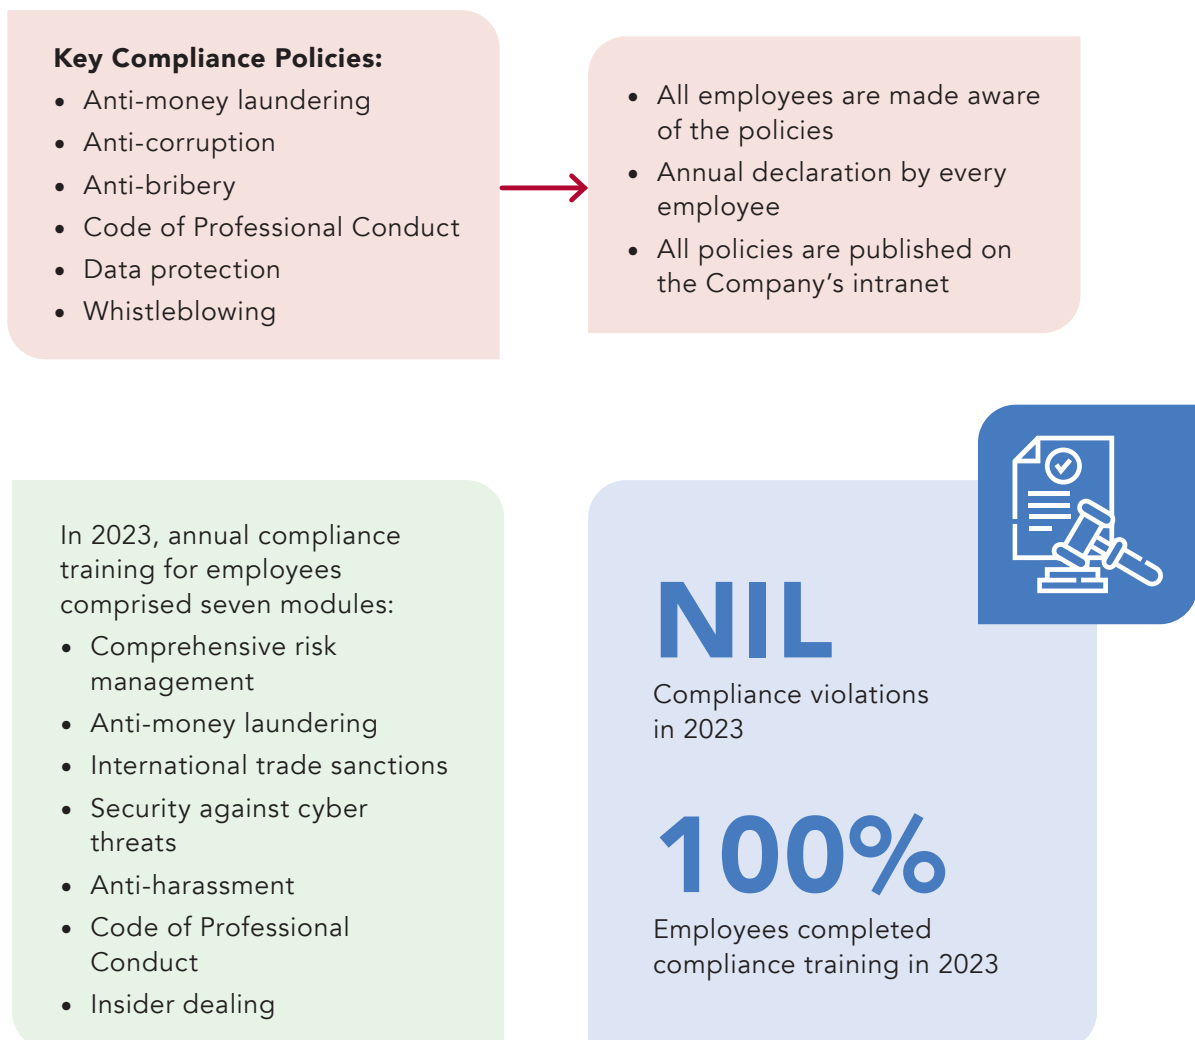 Key Compliance Policies:
• Anti-money laundering
• Anti-corruption
• Anti-bribery
• Code of Professional Conduct
• Data protection
• Whistleblowing
• All employees are made aware
of the policies
• Annual declaration by every
employee
• All policies are published on
the Company’s intranet
In 2023, annual compliance
training for employees
comprised seven modules:
• Comprehensive risk
management
• Anti-money laundering
• International trade sanctions
• Security against cyber
threats
• Anti-harassment
• Code of Professional
Conduct
• Insider dealing
NIL
Compliance violations
in 2023
100%
Employees completed
compliance training in 2023